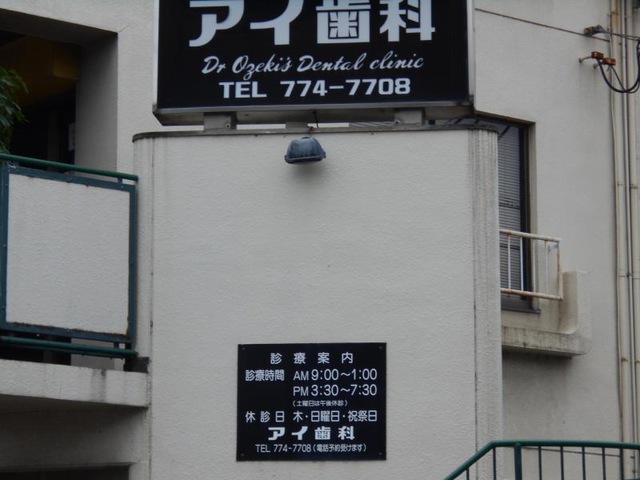 アイ歯科
Dr Ozeki's Dental clinic
TEL 774-7708
診療案内
診療時間 AM 9:00～1:00
PM 3:30～7:30
（土曜日は午後休診）
休診日 木・日曜日・祝祭日
アイ歯科
TEL 774-7708（電話予約受けます）